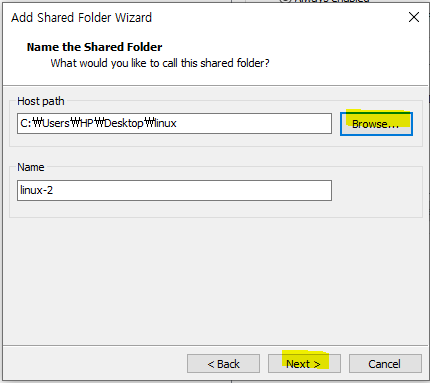 Add Shared Folder Wizard
Name the Shared Folder
What would you like to call this shared folder?
Host path
C:₩Users₩HP₩Desktop₩linux
Browse...
Name
linux-2
< Back
Next >
Cancel